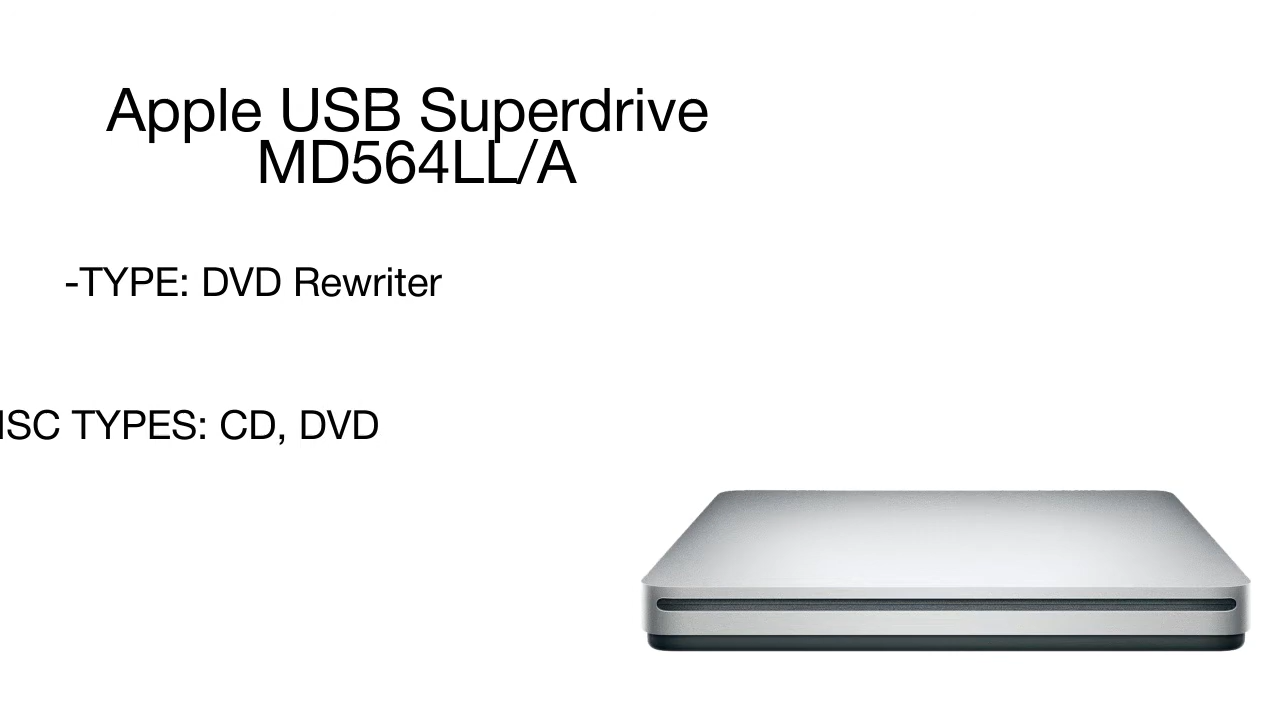 Apple USB Superdrive
MD564LL/A
-TYPE: DVD Rewriter
ISC TYPES: CD, DVD